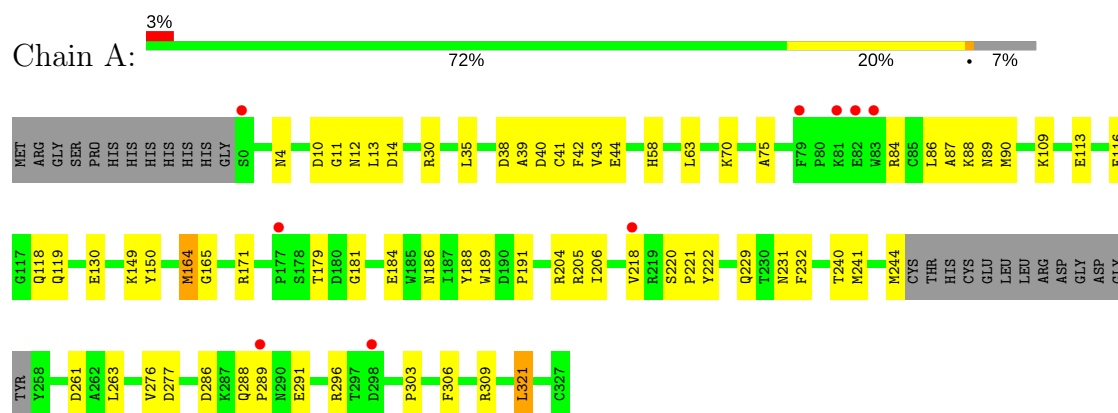 3%
Chain A:
72% 20% • 7%
MET ARG GLY SER PRO HIS HIS HIS HIS HIS HIS GLY S0 N4 D10 G11 N12 L13 D14 R30 L35 D38 A39 D40 C41 F42 V43 E44 H58 L63 K70 A75 F79 P80 K81 E82 W83 R84 C85 L86 A87 K88 N89 M90 K109 E113
G117 Q118 Q119 E130 K149 Y150 M164 G165 R171 P177 S178 T179 D180 G181 E184 W185 N186 I187 Y188 W189 D190 P191 R204 R205 I206 V218 R219 S220 P221 Y222 Q229 T230 N231 F232 T240 M241 M244 CYS THR HIS CYS GLU LEU LEU ARG ASP GLY ASP GLY
TYR Y258 D261 A262 L263 V276 D277 D286 K287 Q288 P289 N290 E291 R296 T297 D298 P303 F306 R309 L321 C327